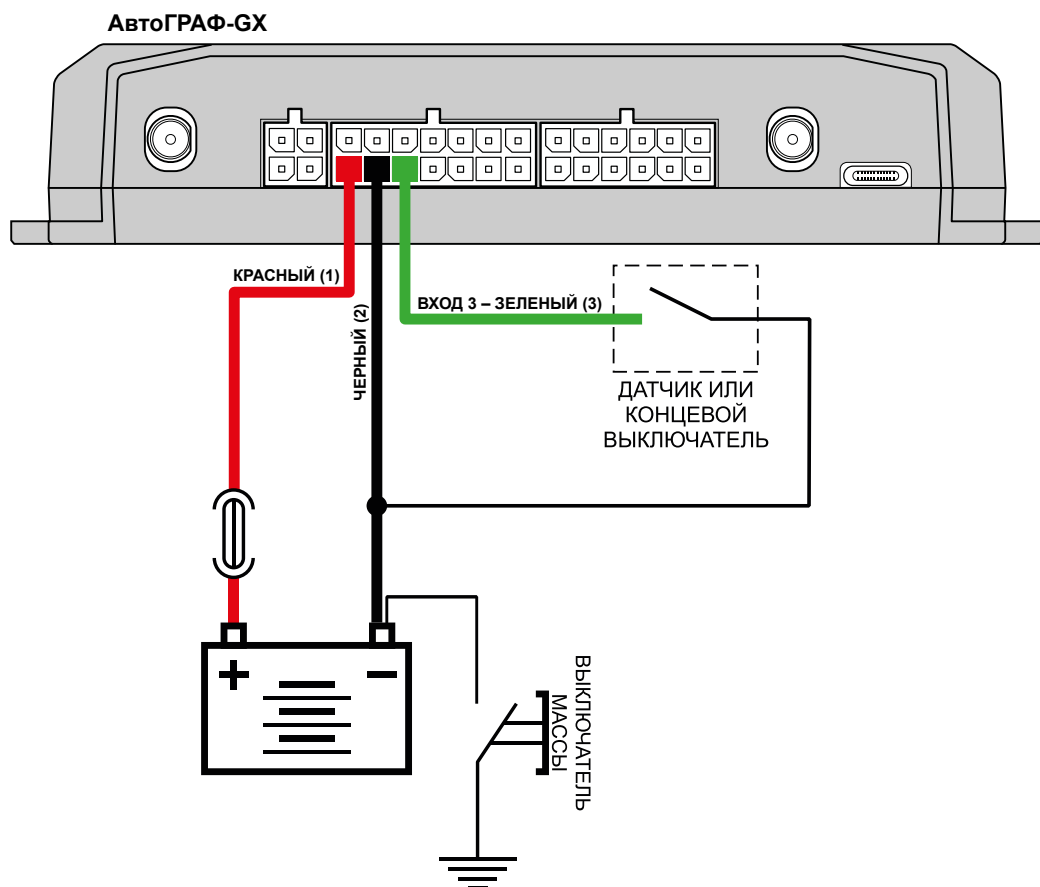 АвтоГРАФ-GX
КРАСНЫЙ (1)
ЧЕРНЫЙ (2)
ВХОД 3 – ЗЕЛЕНЫЙ (3)
ДАТЧИК ИЛИ
КОНЦЕВОЙ
ВЫКЛЮЧАТЕЛЬ
+ −
ВЫКЛЮЧАТЕЛЬ
МАССЫ